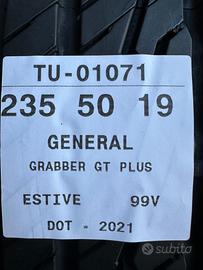 TU-01071
235 50 19
GENERAL
GRABBER GT PLUS
ESTIVE 99V
DOT - 2021
subito